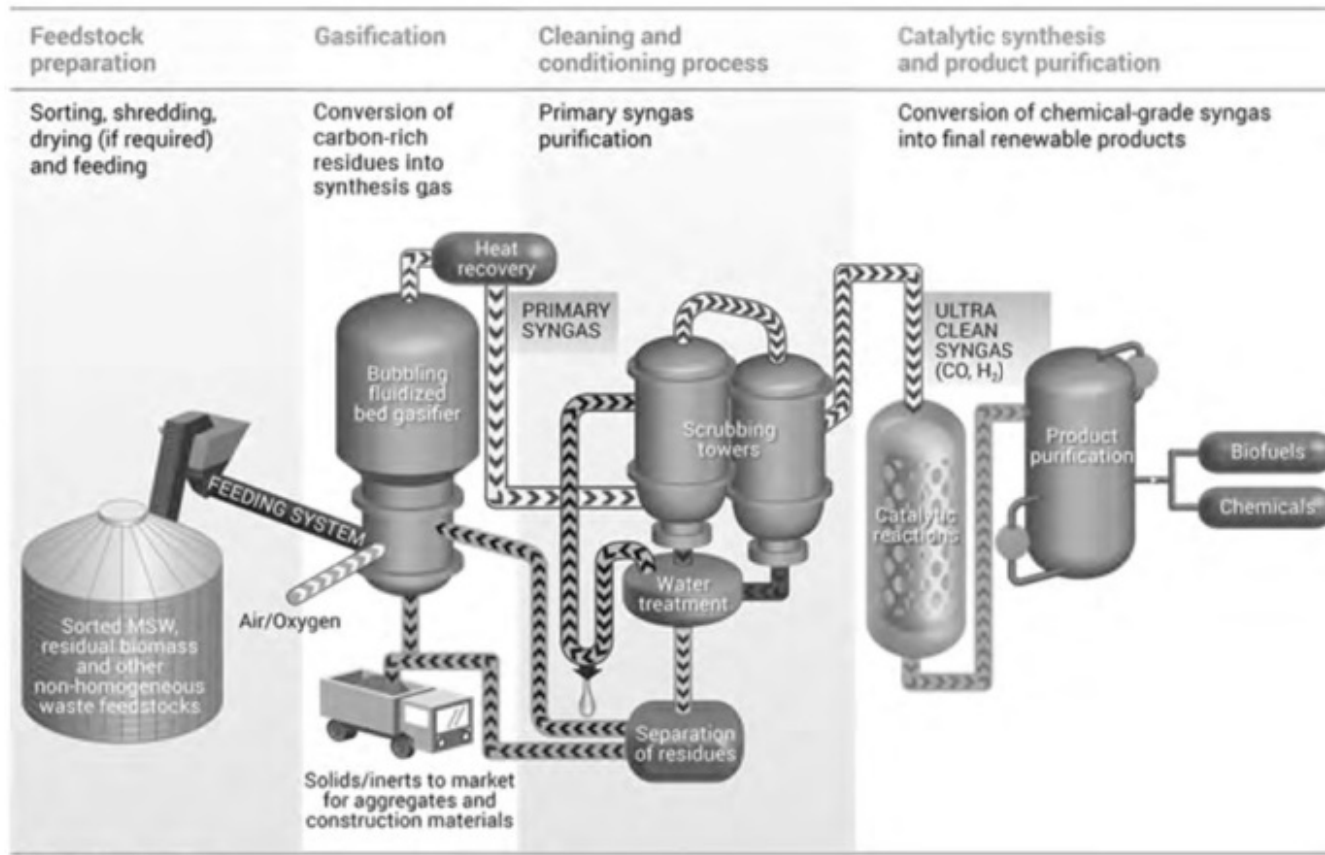 Feedstock
preparation
Gasification
Cleaning and
conditioning process
Catalytic synthesis
and product purification
Sorting, shredding,
drying (if required)
and feeding
Conversion of
carbon-rich
residues into
synthesis gas
Primary syngas
purification
Conversion of chemical-grade syngas
into final renewable products
Heat
recovery
PRIMARY
SYNGAS
ULTRA
CLEAN
SYNGAS
(CO, H₂)
Bubbling
fluidized
bed gasifier
Scrubbing
towers
Product
purification
Biofuels
Chemicals
FEEDING SYSTEM
Catalytic
reactions
Water
treatment
Air/Oxygen
Sorted MSW,
residual biomass
and other
non-homogeneous
waste feedstocks
Separation
of residues
Solids/inerts to market
for aggregates and
construction materials